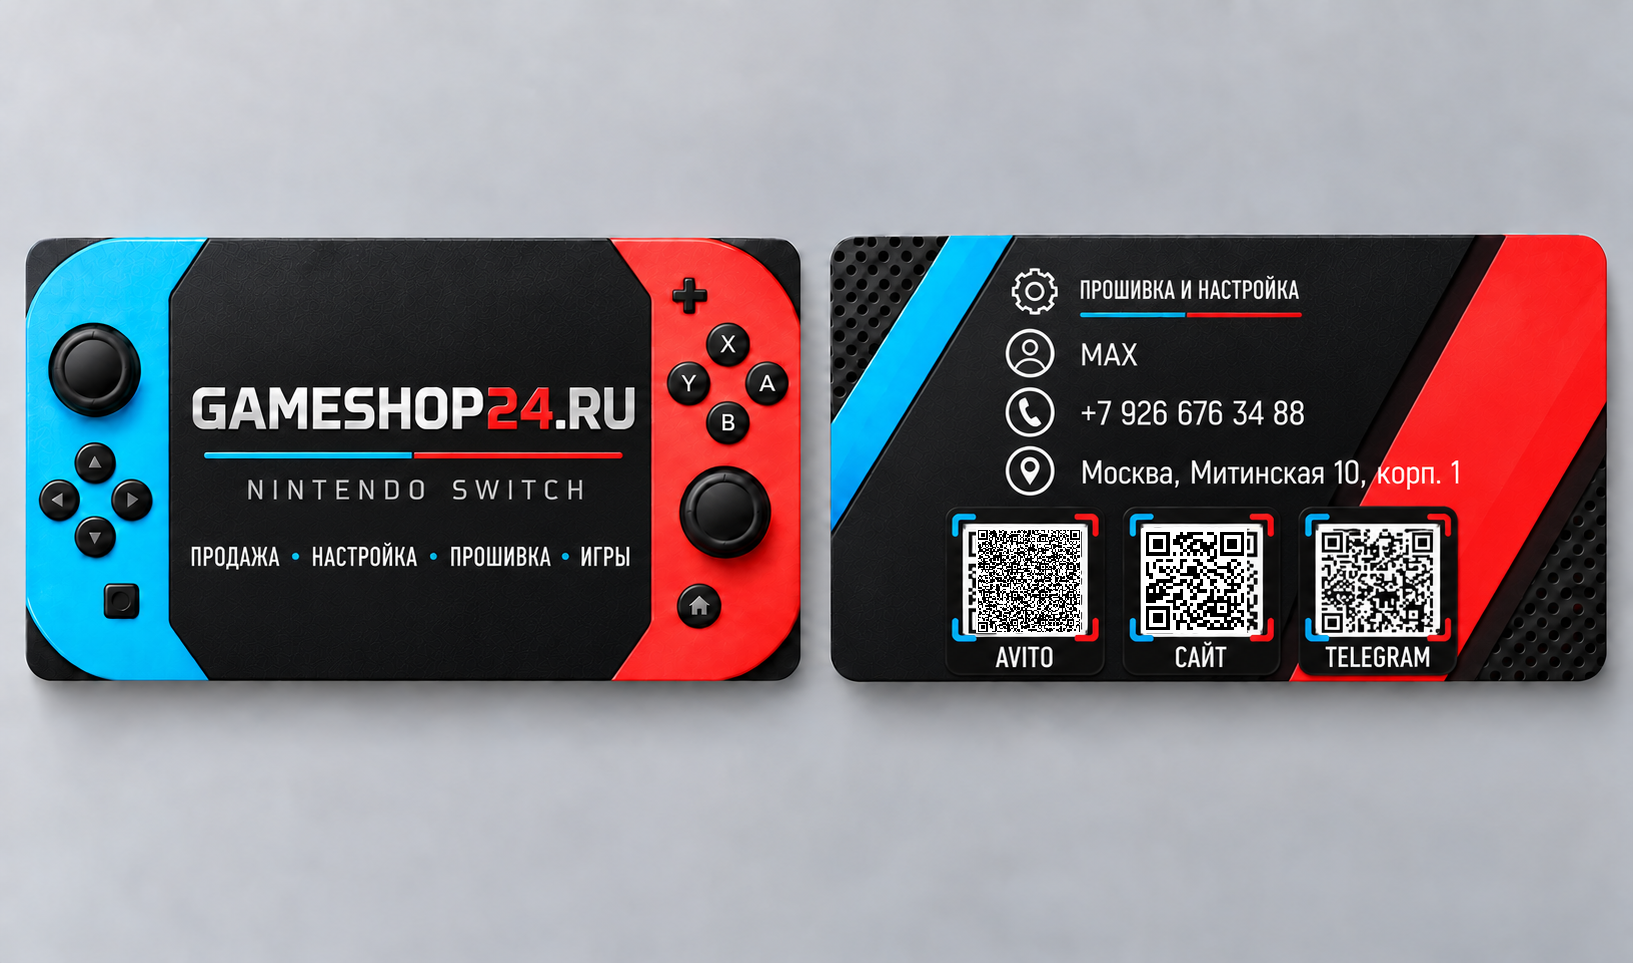 GAMESHOP24.RU
NINTENDO SWITCH
ПРОДАЖА • НАСТРОЙКА • ПРОШИВКА • ИГРЫ
X
Y
A
B
ПРОШИВКА И НАСТРОЙКА
MAX
+7 926 676 34 88
Москва, Митинская 10, корп. 1
AVITO
САЙТ
TELEGRAM